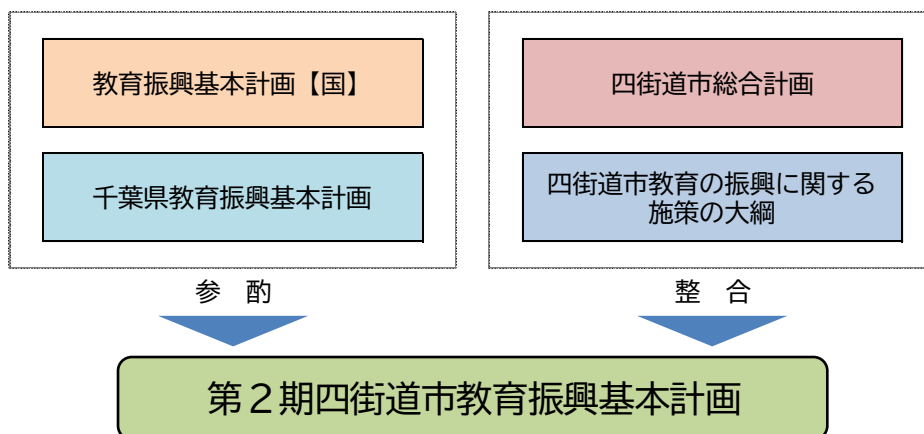 教育振興基本計画【国】
千葉県教育振興基本計画
参 酌
四街道市総合計画
四街道市教育の振興に関する
施策の大綱
整 合
第２期四街道市教育振興基本計画